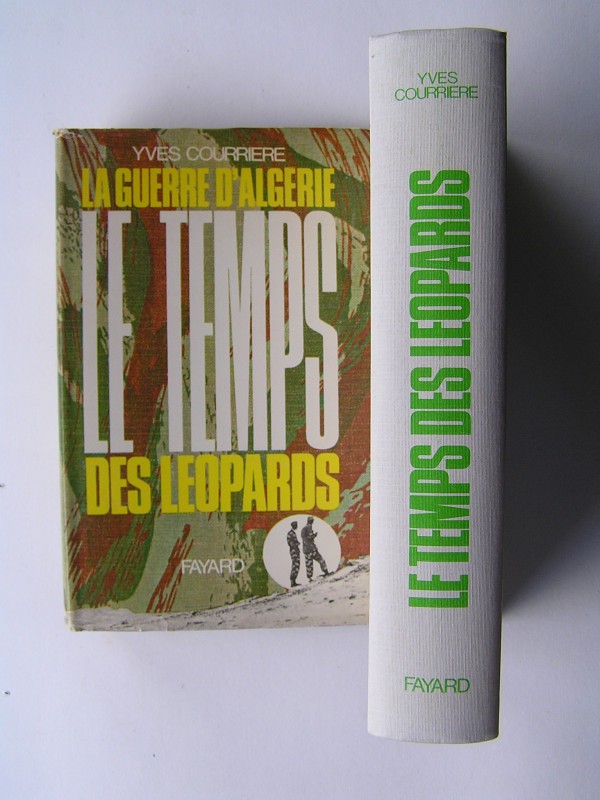 YVES COURRIERE
LA GUERRE D'ALGERIE
LE TEMPS
DES LEOPARDS
FAYARD
YVES
COURRIERE
LE TEMPS DES LEOPARDS
FAYARD